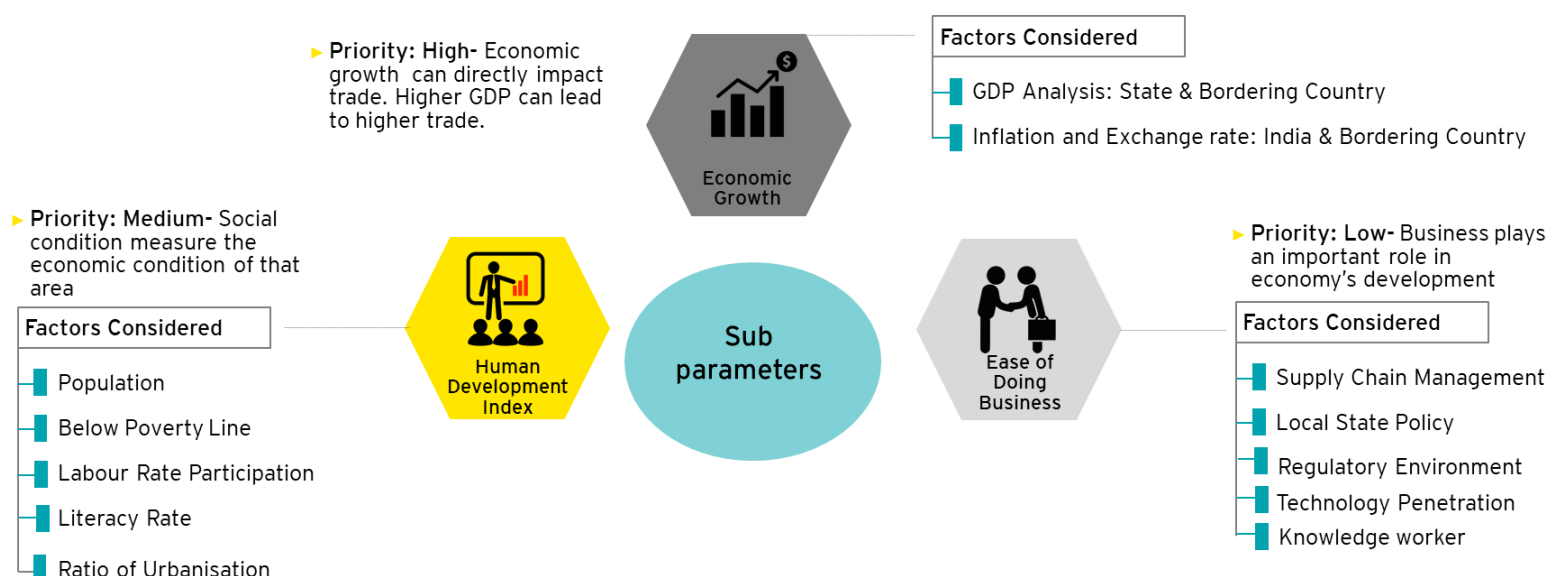 Priority: High- Economic
growth can directly impact
trade. Higher GDP can lead
to higher trade.
$
Economic
Growth
Factors Considered
GDP Analysis: State & Bordering Country
Inflation and Exchange rate: India & Bordering Country
Priority: Medium- Social
condition measure the
economic condition of that
area
Factors Considered
Population
Below Poverty Line
Labour Rate Participation
Literacy Rate
Ratio of Urbanisation
Human
Development
Index
Sub
parameters
Ease of
Doing
Business
Priority: Low- Business plays
an important role in
economy's development
Factors Considered
Supply Chain Management
Local State Policy
Regulatory Environment
Technology Penetration
Knowledge worker